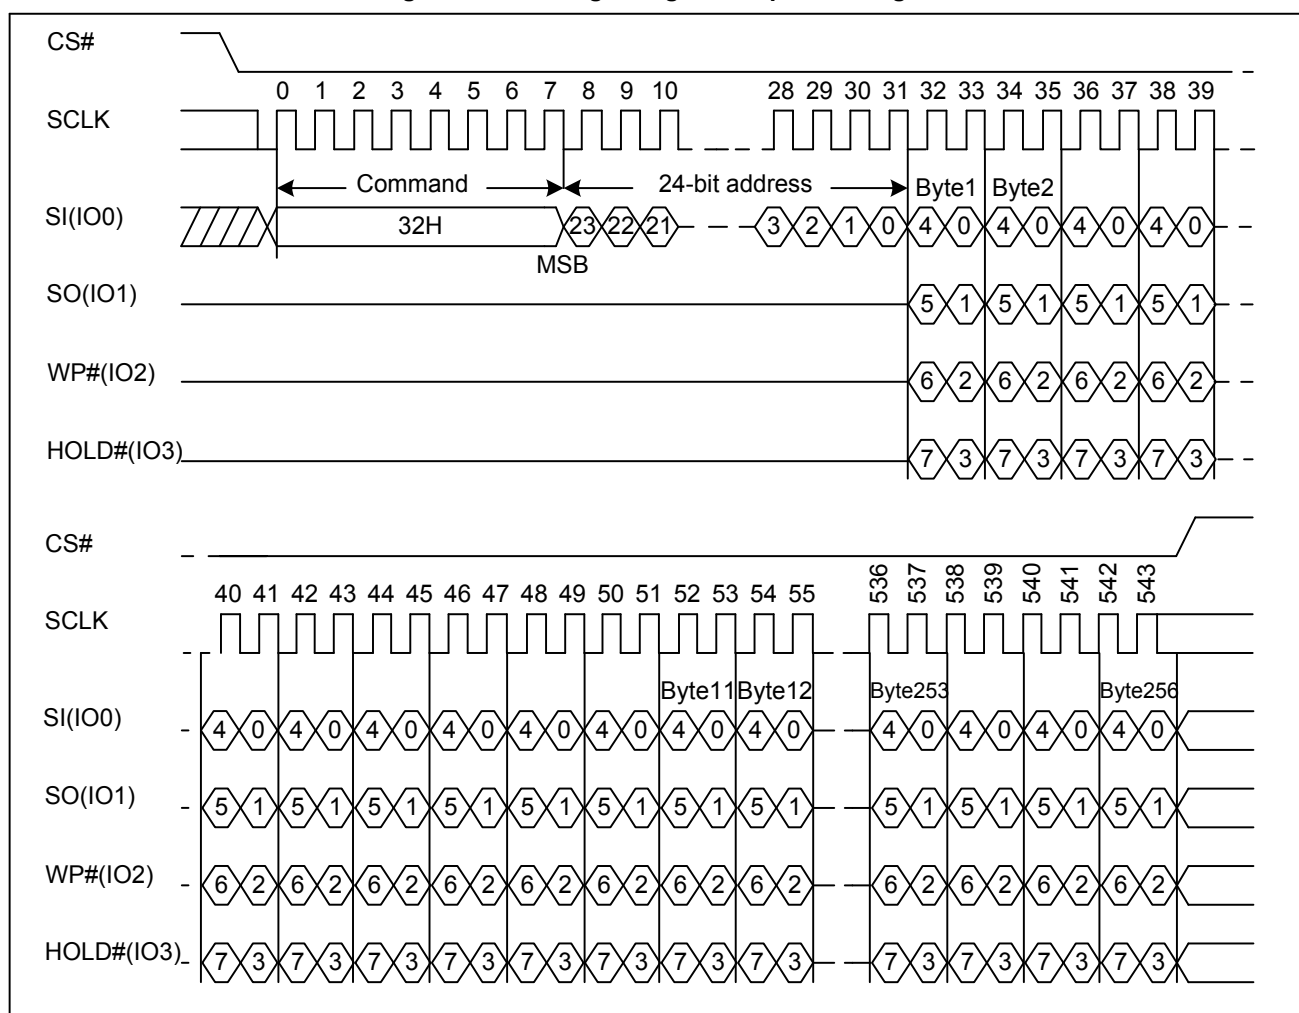 CS#
0 1 2 3 4 5 6 7 8 9 10 28 29 30 31 32 33 34 35 36 37 38 39
SCLK
Command 24-bit address Byte1 Byte2
SI(IO0) 32H 23 22 21 3 2 1 0 4 0 4 0 4 0 4 0
MSB
SO(IO1) 5 1 5 1 5 1 5 1
WP#(IO2) 6 2 6 2 6 2 6 2
HOLD#(IO3) 7 3 7 3 7 3 7 3
CS#
40 41 42 43 44 45 46 47 48 49 50 51 52 53 54 55 536 537 538 539 540 541 542 543
SCLK
Byte11 Byte12 Byte253 Byte256
SI(IO0) 4 0 4 0 4 0 4 0 4 0 4 0 4 0 4 0 4 0 4 0 4 0 4 0
SO(IO1) 5 1 5 1 5 1 5 1 5 1 5 1 5 1 5 1 5 1 5 1 5 1 5 1
WP#(IO2) 6 2 6 2 6 2 6 2 6 2 6 2 6 2 6 2 6 2 6 2 6 2 6 2
HOLD#(IO3) 7 3 7 3 7 3 7 3 7 3 7 3 7 3 7 3 7 3 7 3 7 3 7 3